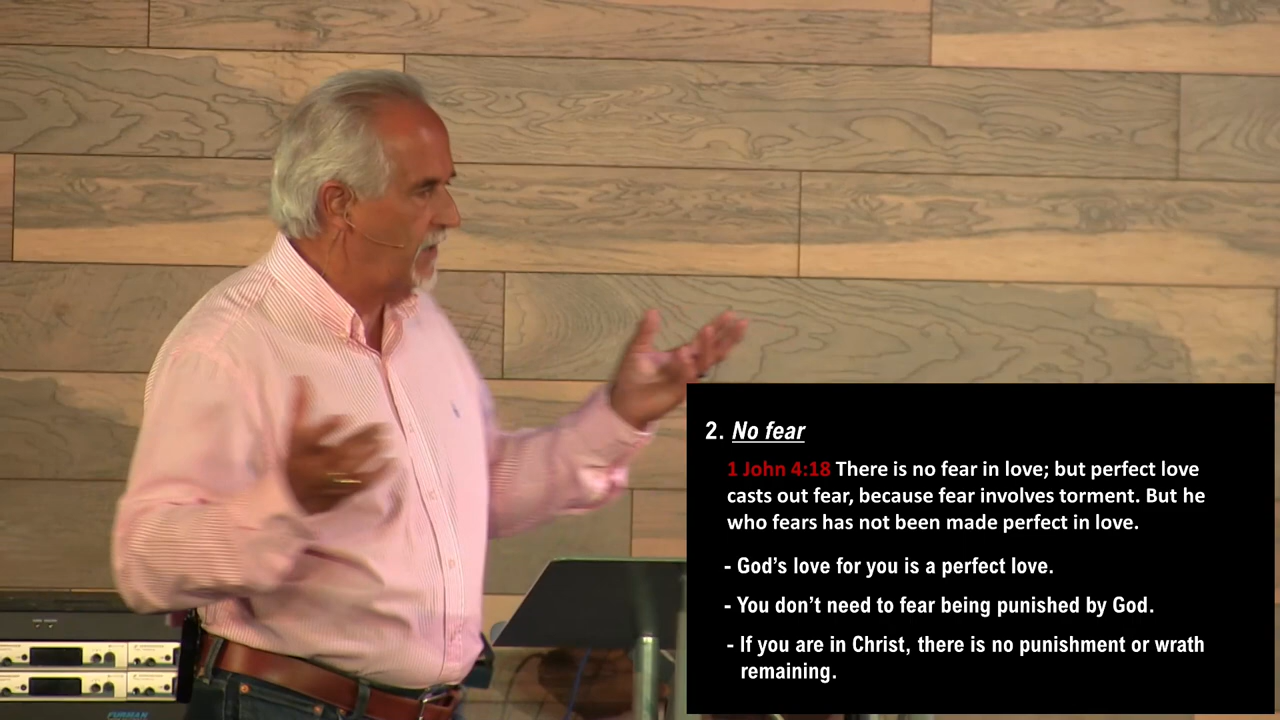 2. No fear
1 John 4:18 There is no fear in love; but perfect love
casts out fear, because fear involves torment. But he
who fears has not been made perfect in love.
- God’s love for you is a perfect love.
- You don’t need to fear being punished by God.
- If you are in Christ, there is no punishment or wrath
remaining.
FURMAN